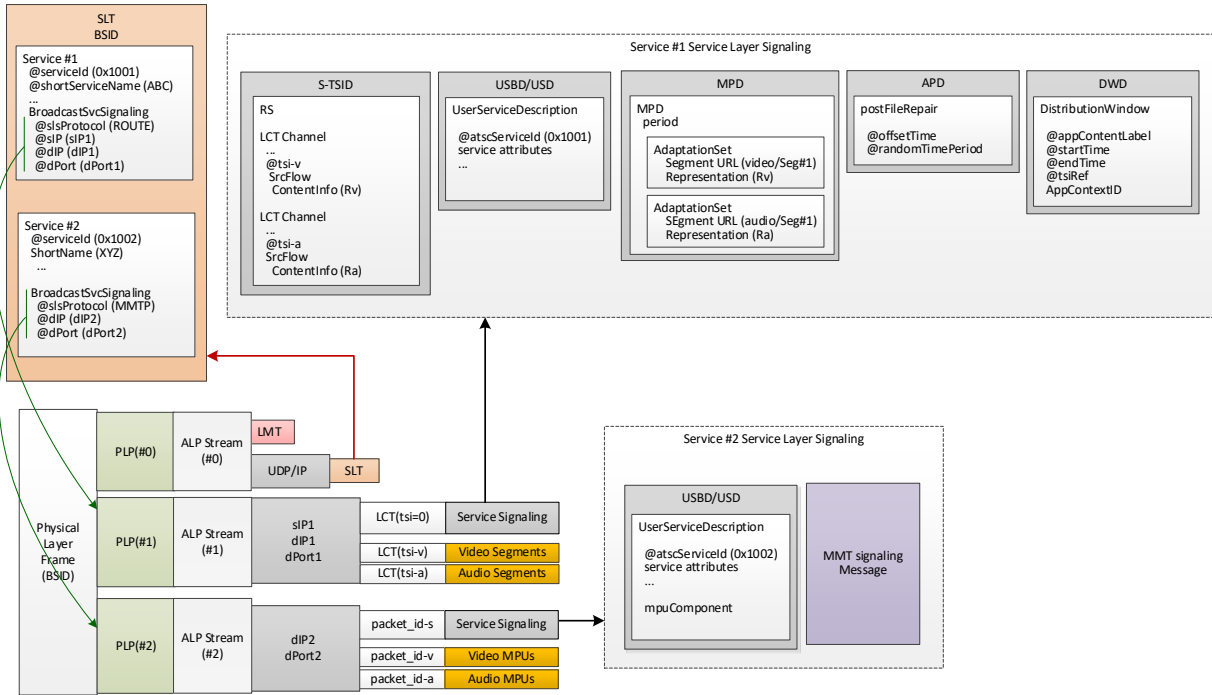 SLT
BSID
Service #1
@serviceId (0x1001)
@shortServiceName (ABC)
...
BroadcastSvcSignaling
@slsProtocol (ROUTE)
@sIP (sIP1)
@dIP (dIP1)
@dPort (dPort1)
Service #2
@serviceId (0x1002)
ShortName (XYZ)
...
BroadcastSvcSignaling
@slsProtocol (MMTP)
@dIP (dIP2)
@dPort (dPort2)
Service #1 Service Layer Signaling
S-TSID
RS
LCT Channel
...
@tsi-v
SrcFlow
ContentInfo (Rv)
LCT Channel
...
@tsi-a
SrcFlow
ContentInfo (Ra)
USBD/USD
UserServiceDescription
@atscServiceId (0x1001)
service attributes
...
MPD
MPD
period
AdaptationSet
Segment URL (video/Seg#1)
Representation (Rv)
AdaptationSet
SEgment URL (audio/Seg#1)
Representation (Ra)
APD
postFileRepair
@offsetTime
@randomTimePeriod
DWD
DistributionWindow
@appContentLabel
@startTime
@endTime
@tsiRef
AppContextID
Physical
Layer
Frame
(BSID)
PLP(#0)
ALP Stream
(#0)
LMT
UDP/IP
SLT
PLP(#1)
ALP Stream
(#1)
sIP1
dIP1
dPort1
LCT(tsi=0)
Service Signaling
LCT(tsi-v)
Video Segments
LCT(tsi-a)
Audio Segments
PLP(#2)
ALP Stream
(#2)
dIP2
dPort2
packet_id-s
Service Signaling
packet_id-v
Video MPUs
packet_id-a
Audio MPUs
Service #2 Service Layer Signaling
USBD/USD
UserServiceDescription
@atscServiceId (0x1002)
service attributes
...
mpuComponent
MMT signaling
Message